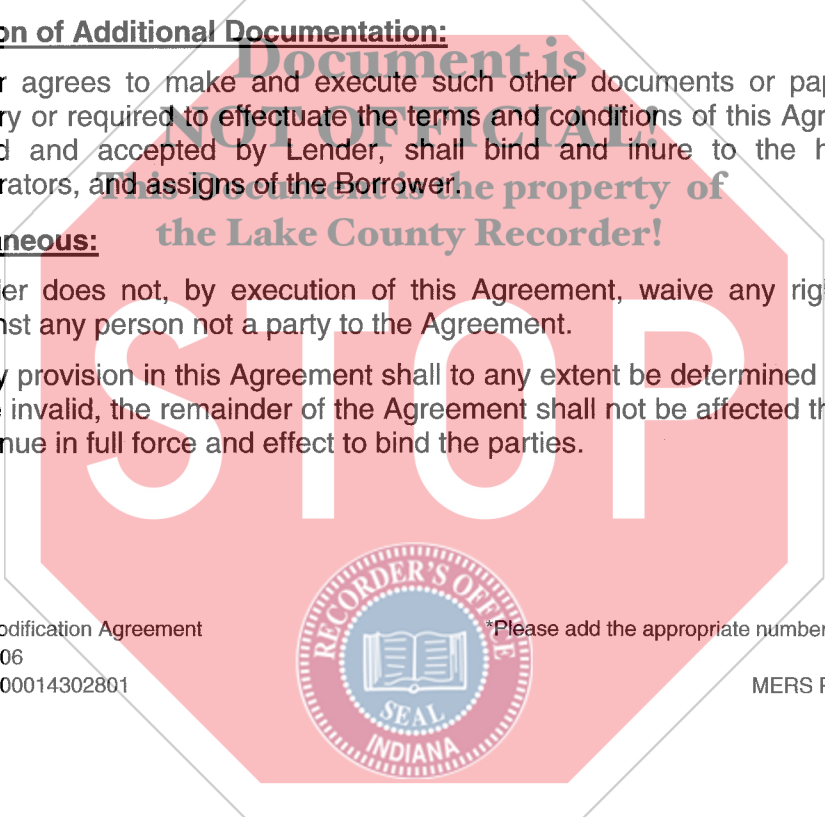 on of Additional Documentation:
Document is
r agrees to make and execute such other documents or pap
ry or required to effectuate the terms and conditions of this Agr
NOT OFFICIAL!
d and accepted by Lender, shall bind and inure to the h
rators, and assigns of the Borrower.
This Document is the property of
the Lake County Recorder!
aneous:
er does not, by execution of this Agreement, waive any rig
nst any person not a party to the Agreement.
y provision in this Agreement shall to any extent be determined
invalid, the remainder of the Agreement shall not be affected th
nue in full force and effect to bind the parties.
STOP
RECORDER'S OFFICE
SEAL
INDIANA
odification Agreement
*Please add the appropriate number
06
00014302801
MERS P